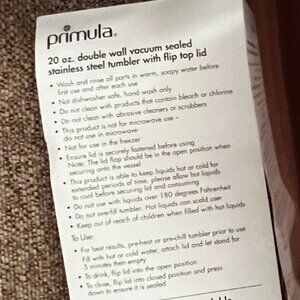 primula®
20 oz. double wall vacuum sealed
stainless steel tumbler with flip top lid
• Wash and rinse all parts in warm, soapy water before
first use and after each use
• Not dishwasher safe, hand wash only
• Do not clean with products that contain bleach or chlorine
• Do not clean with abrasive cleaners or scrubbers
• This product is not for microwave use –
do not use in microwave
• Not for use in the freezer
• Ensure lid is securely fastened before using
Note: The lid flap should be in the open position when
securing onto the vessel
• This product is able to keep liquids hot or cold for
extended periods of time, please allow hot liquids
to cool before securing lid and consuming
• Do not use with liquids over 180 degrees Fahrenheit
• Do not overfill tumbler. Hot liquids can scald user
• Keep out of reach of children when filled with hot liquids
To Use:
• For best results, pre-heat or pre-chill tumbler prior to use
Fill with hot or cold water, attach lid and let stand for
5 minutes then empty
• To drink, flip lid into the open position
• To close, flip lid into closed position and press
down to ensure it is sealed